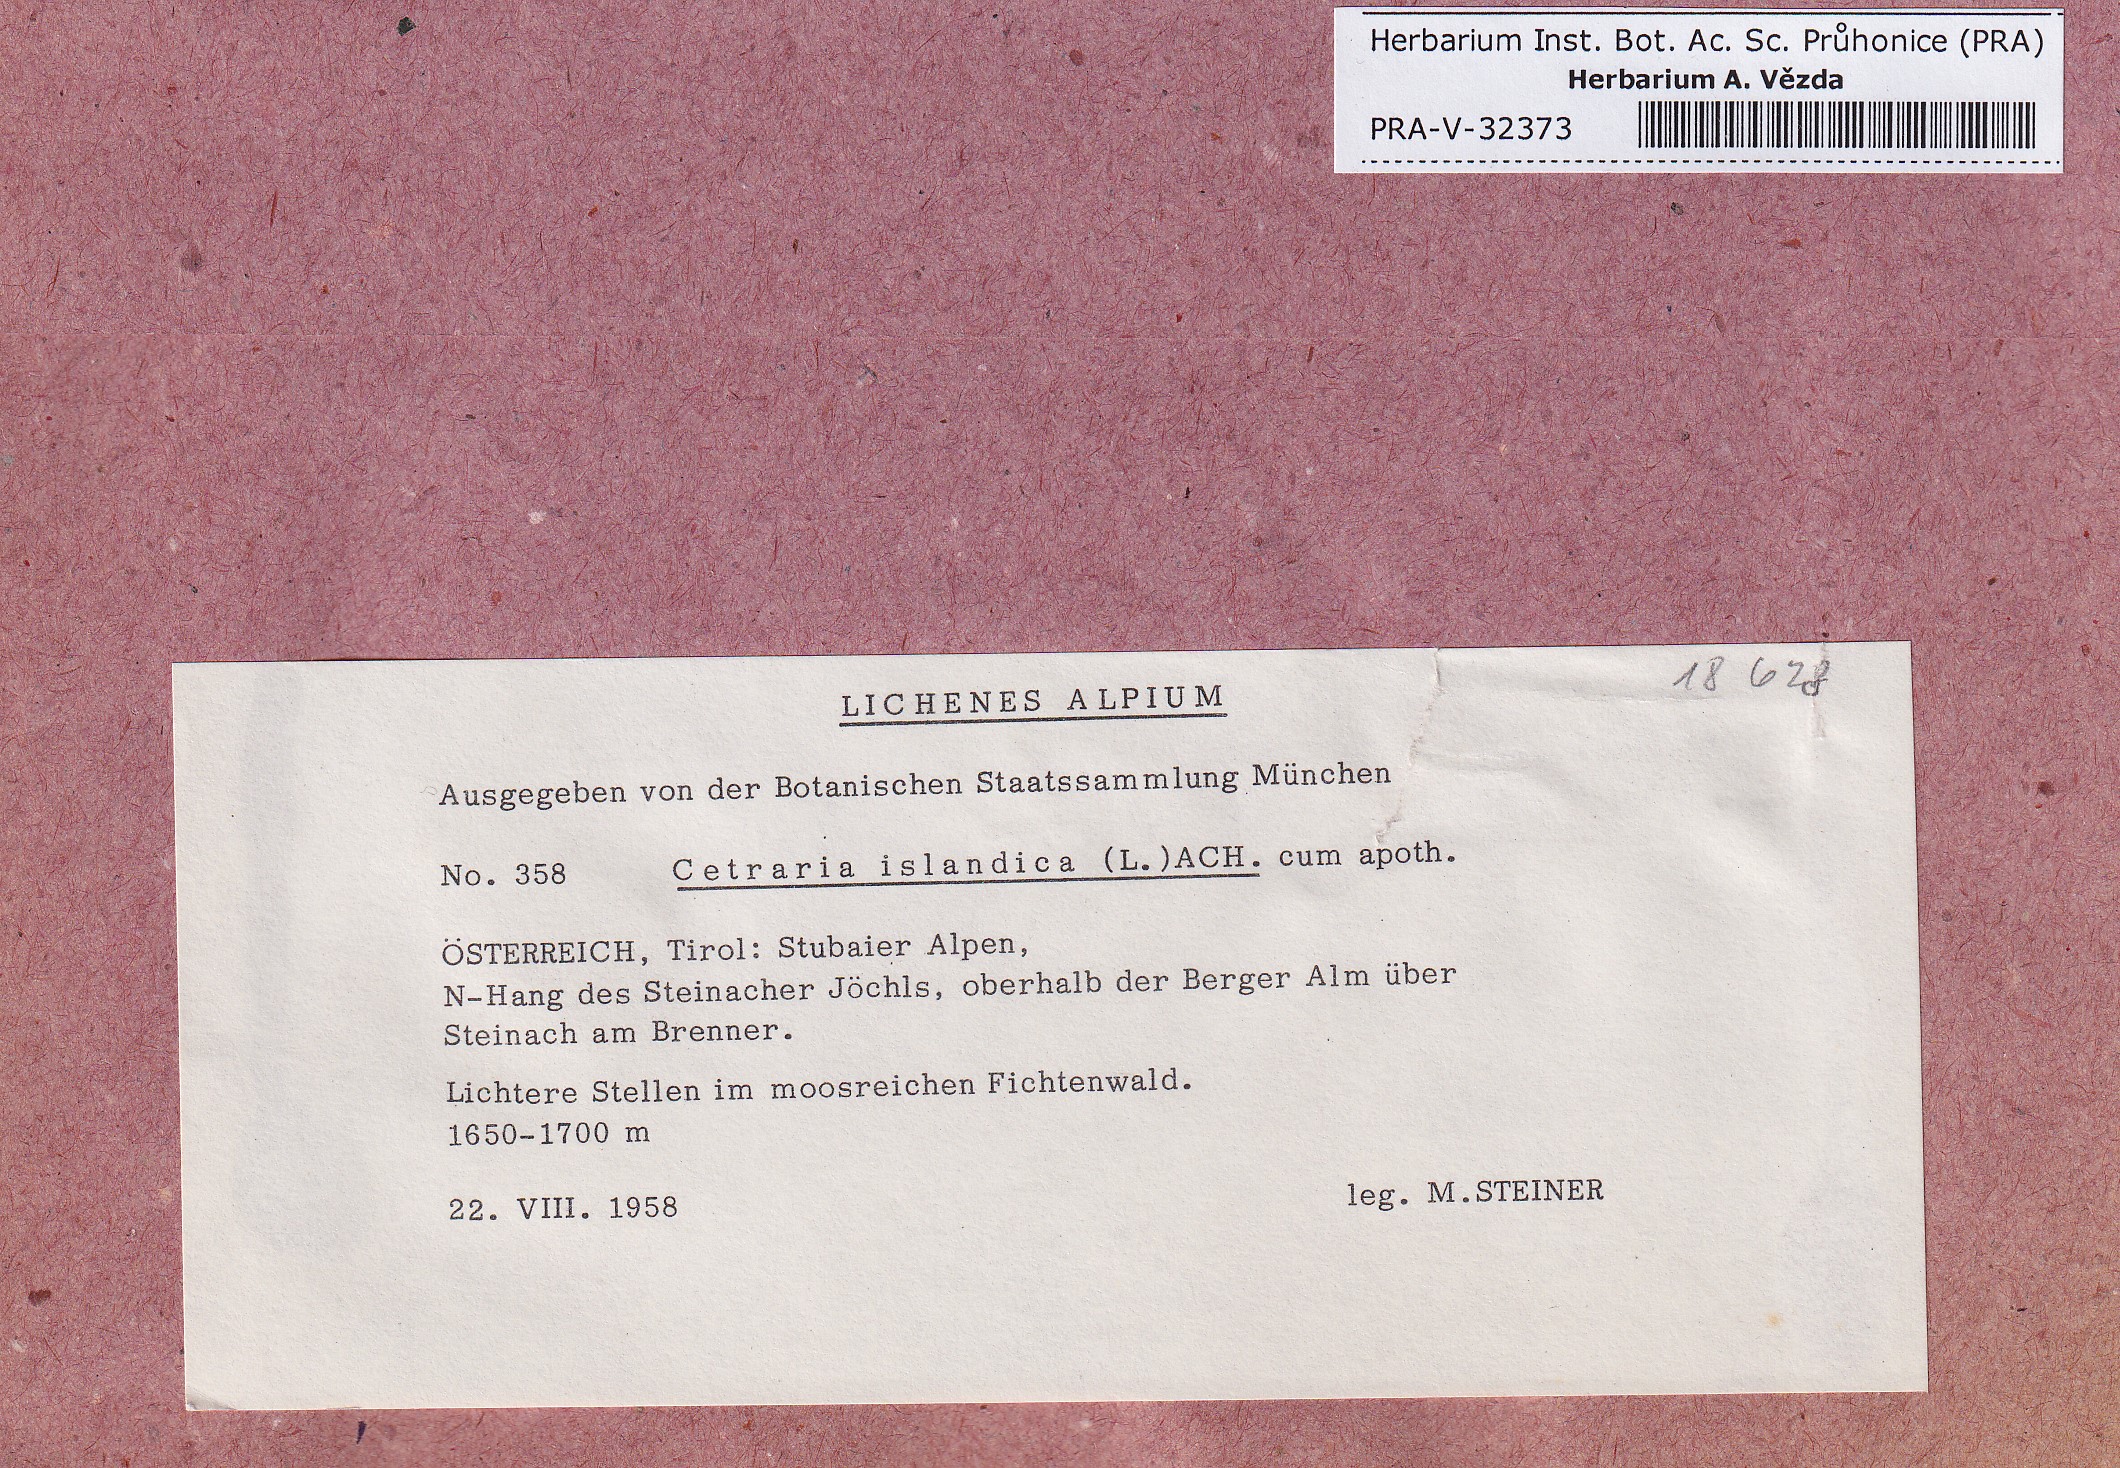 Herbarium Inst. Bot. Ac. Sc. Průhonice (PRA)
Herbarium A. Vězda
PRA-V-32373
18 628
LICHENES ALPIUM
Ausgegeben von der Botanischen Staatssammlung München
No. 358 Cetraria islandica (L.)ACH. cum apoth.
ÖSTERREICH, Tirol: Stubaier Alpen,
N-Hang des Steinacher Jöchls, oberhalb der Berger Alm über
Steinach am Brenner.
Lichtere Stellen im moosreichen Fichtenwald.
1650-1700 m
22. VIII. 1958 leg. M.STEINER